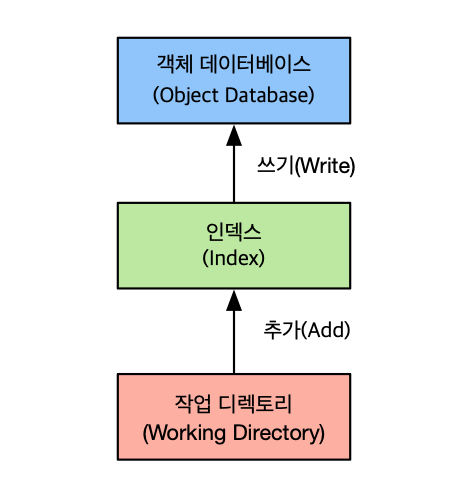 객체 데이터베이스
(Object Database)
쓰기(Write)
인덱스
(Index)
추가(Add)
작업 디렉토리
(Working Directory)